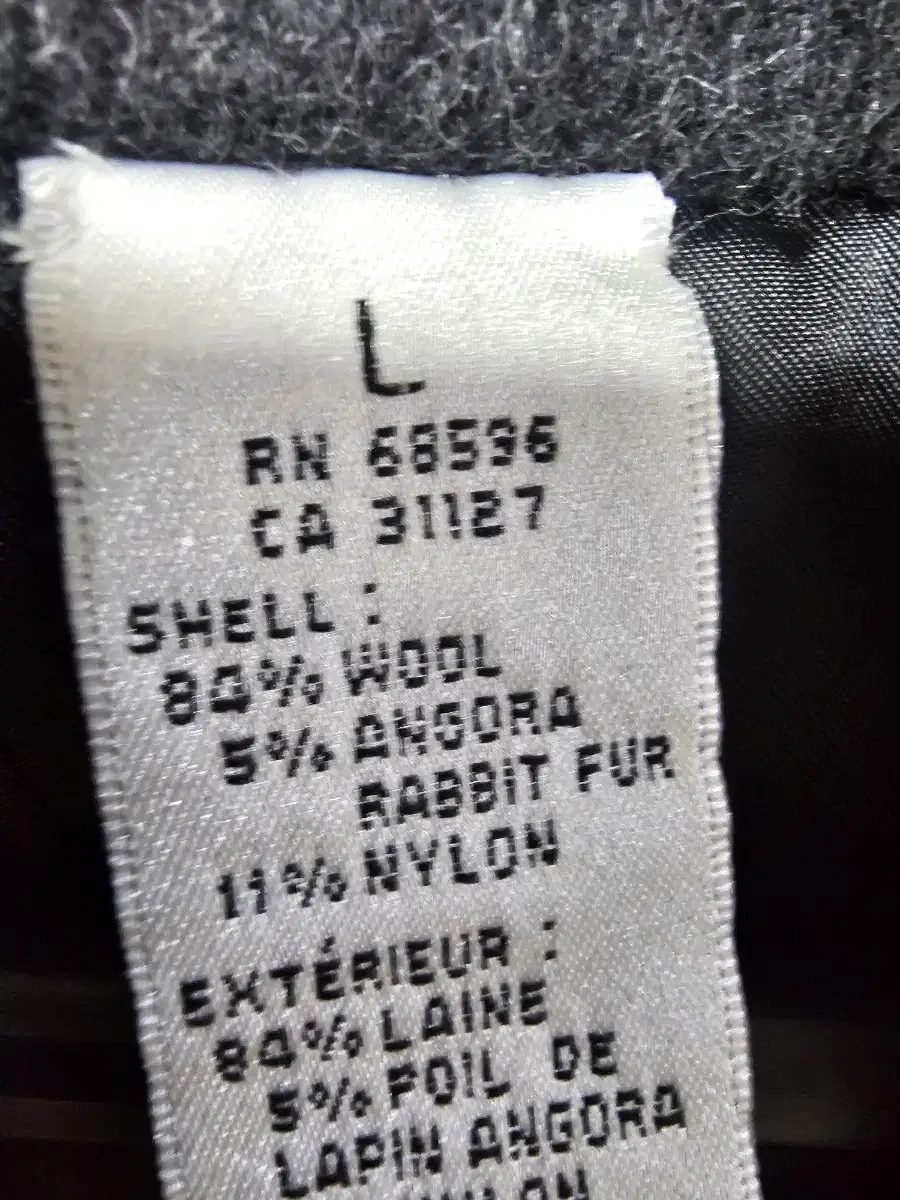 L
RN 68596
CA 31127
SHELL :
84% WOOL
5% ANGORA
RABBIT FUR
11% NYLON
EXTÉRIEUR :
84% LAINE
5% POIL DE
LAPIN ANGORA